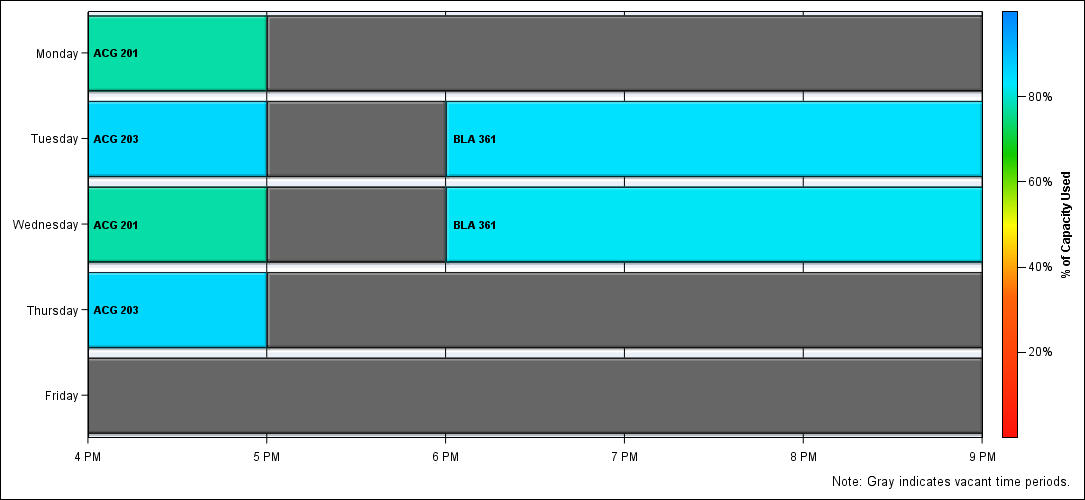 Monday
ACG 201
Tuesday
ACG 203
BLA 361
Wednesday
ACG 201
BLA 361
Thursday
ACG 203
Friday
4 PM
5 PM
6 PM
7 PM
8 PM
9 PM
80%
60%
40%
20%
% of Capacity Used
Note: Gray indicates vacant time periods.